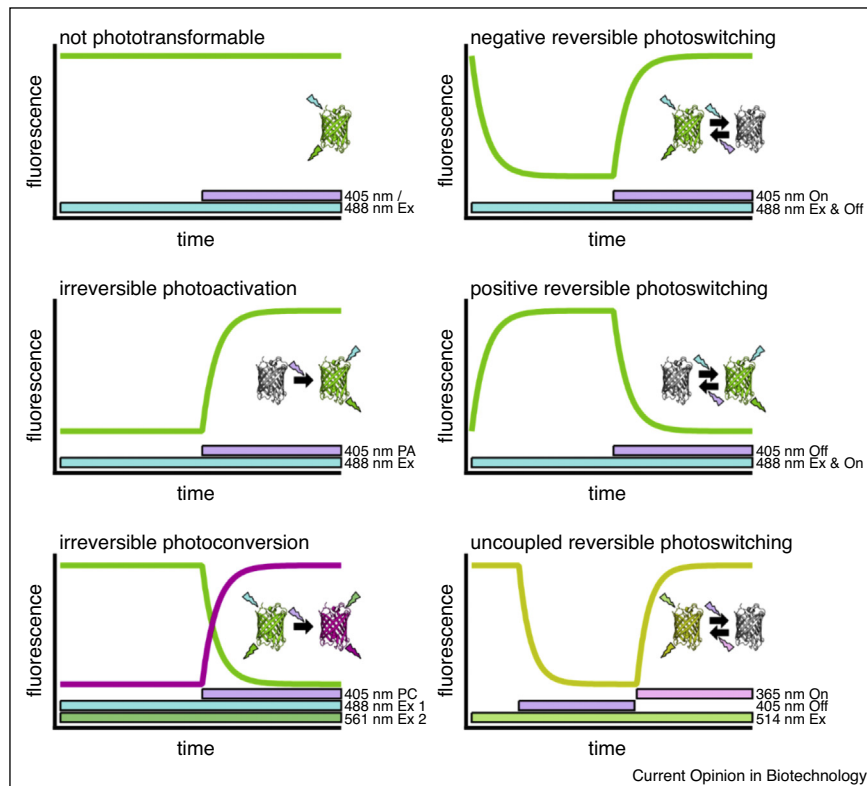 not phototransformable
fluorescence
405 nm /
488 nm Ex
time
negative reversible photoswitching
fluorescence
405 nm On
488 nm Ex & Off
time
irreversible photoactivation
fluorescence
405 nm PA
488 nm Ex
time
positive reversible photoswitching
fluorescence
405 nm Off
488 nm Ex & On
time
irreversible photoconversion
fluorescence
405 nm PC
488 nm Ex 1
561 nm Ex 2
time
uncoupled reversible photoswitching
fluorescence
365 nm On
405 nm Off
514 nm Ex
time
Current Opinion in Biotechnology